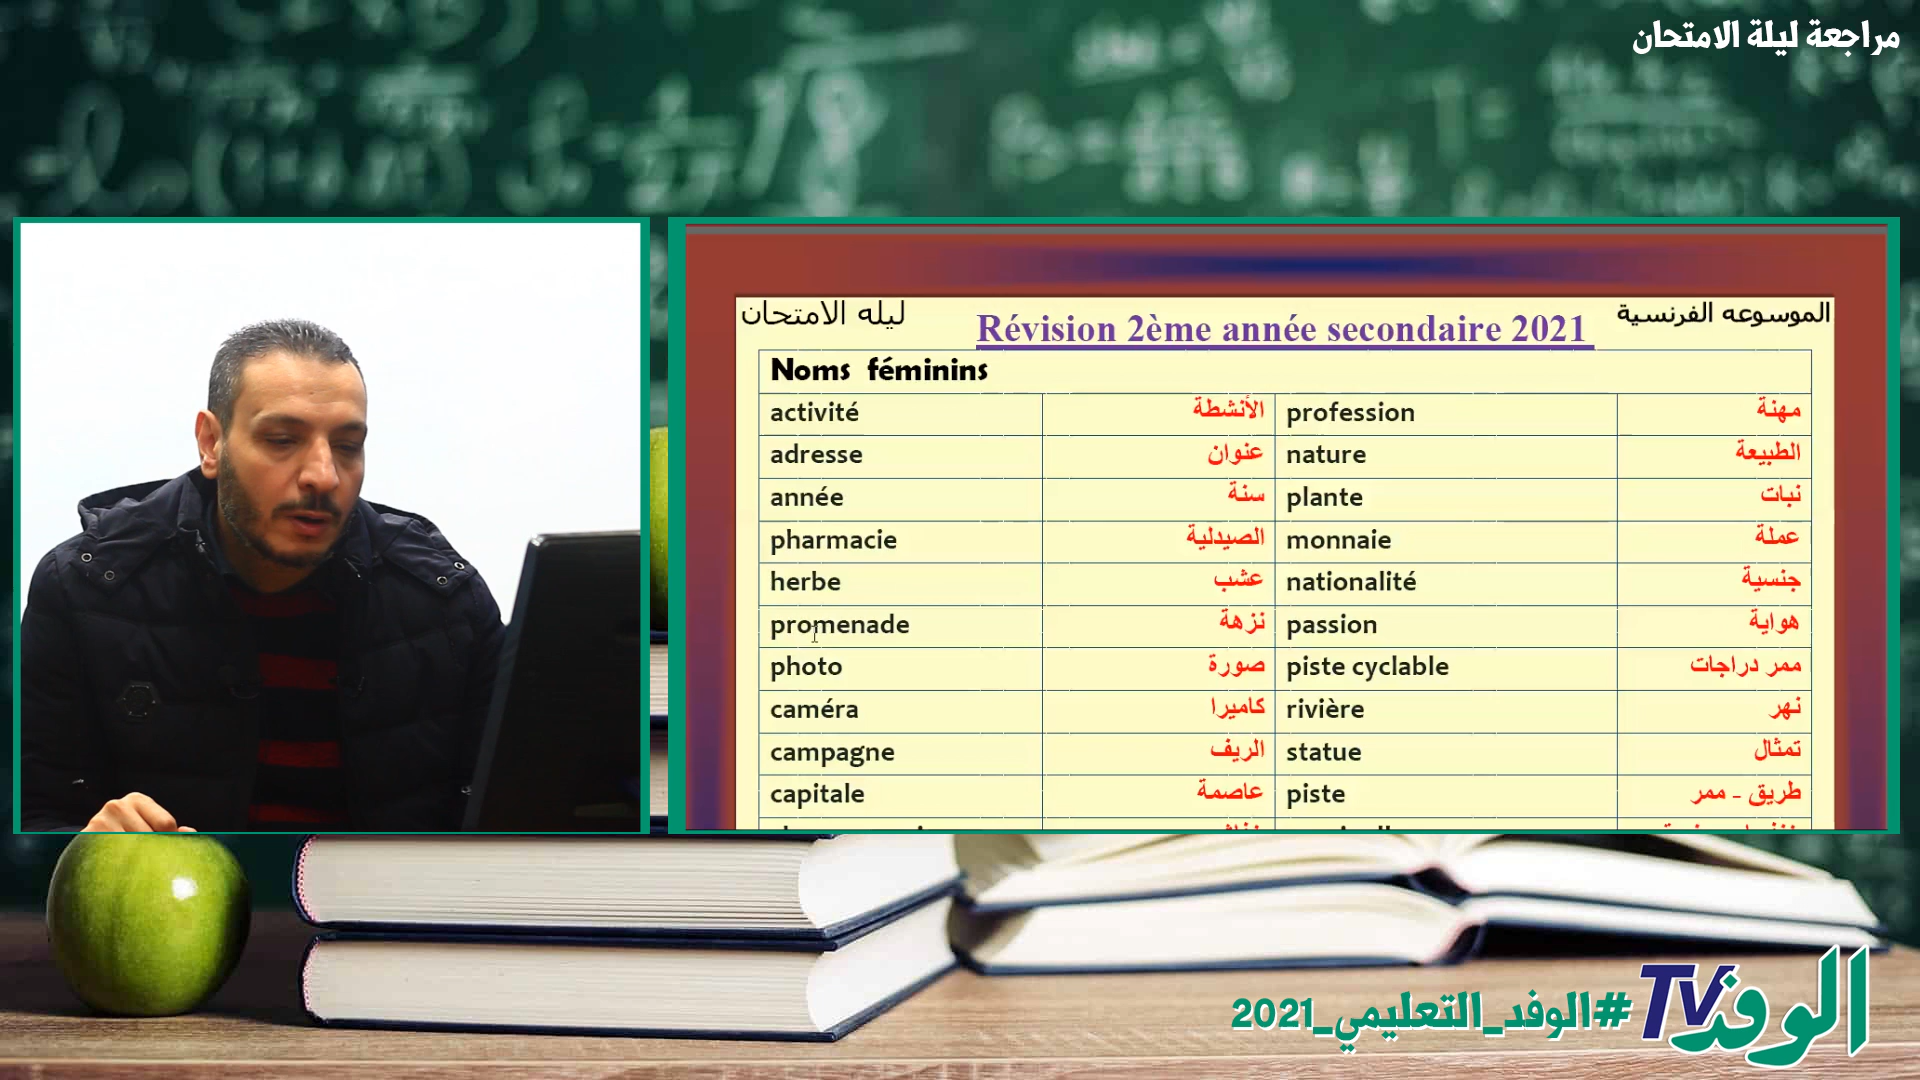 مراجعة ليلة الامتحان
ليله الامتحان
Révision 2ème année secondaire 2021
الموسوعه الفرنسية
Noms féminins
activité الأنشطة profession مهنة
adresse عنوان nature الطبيعة
année سنة plante نبات
pharmacie الصيدلية monnaie عملة
herbe عشب nationalité جنسية
promenade نزهة passion هواية
photo صورة piste cyclable ممر دراجات
caméra كاميرا rivière نهر
campagne الريف statue تمثال
capitale عاصمة piste طريق - ممر
#الوفد_التعليمي_2021
الوفد TV